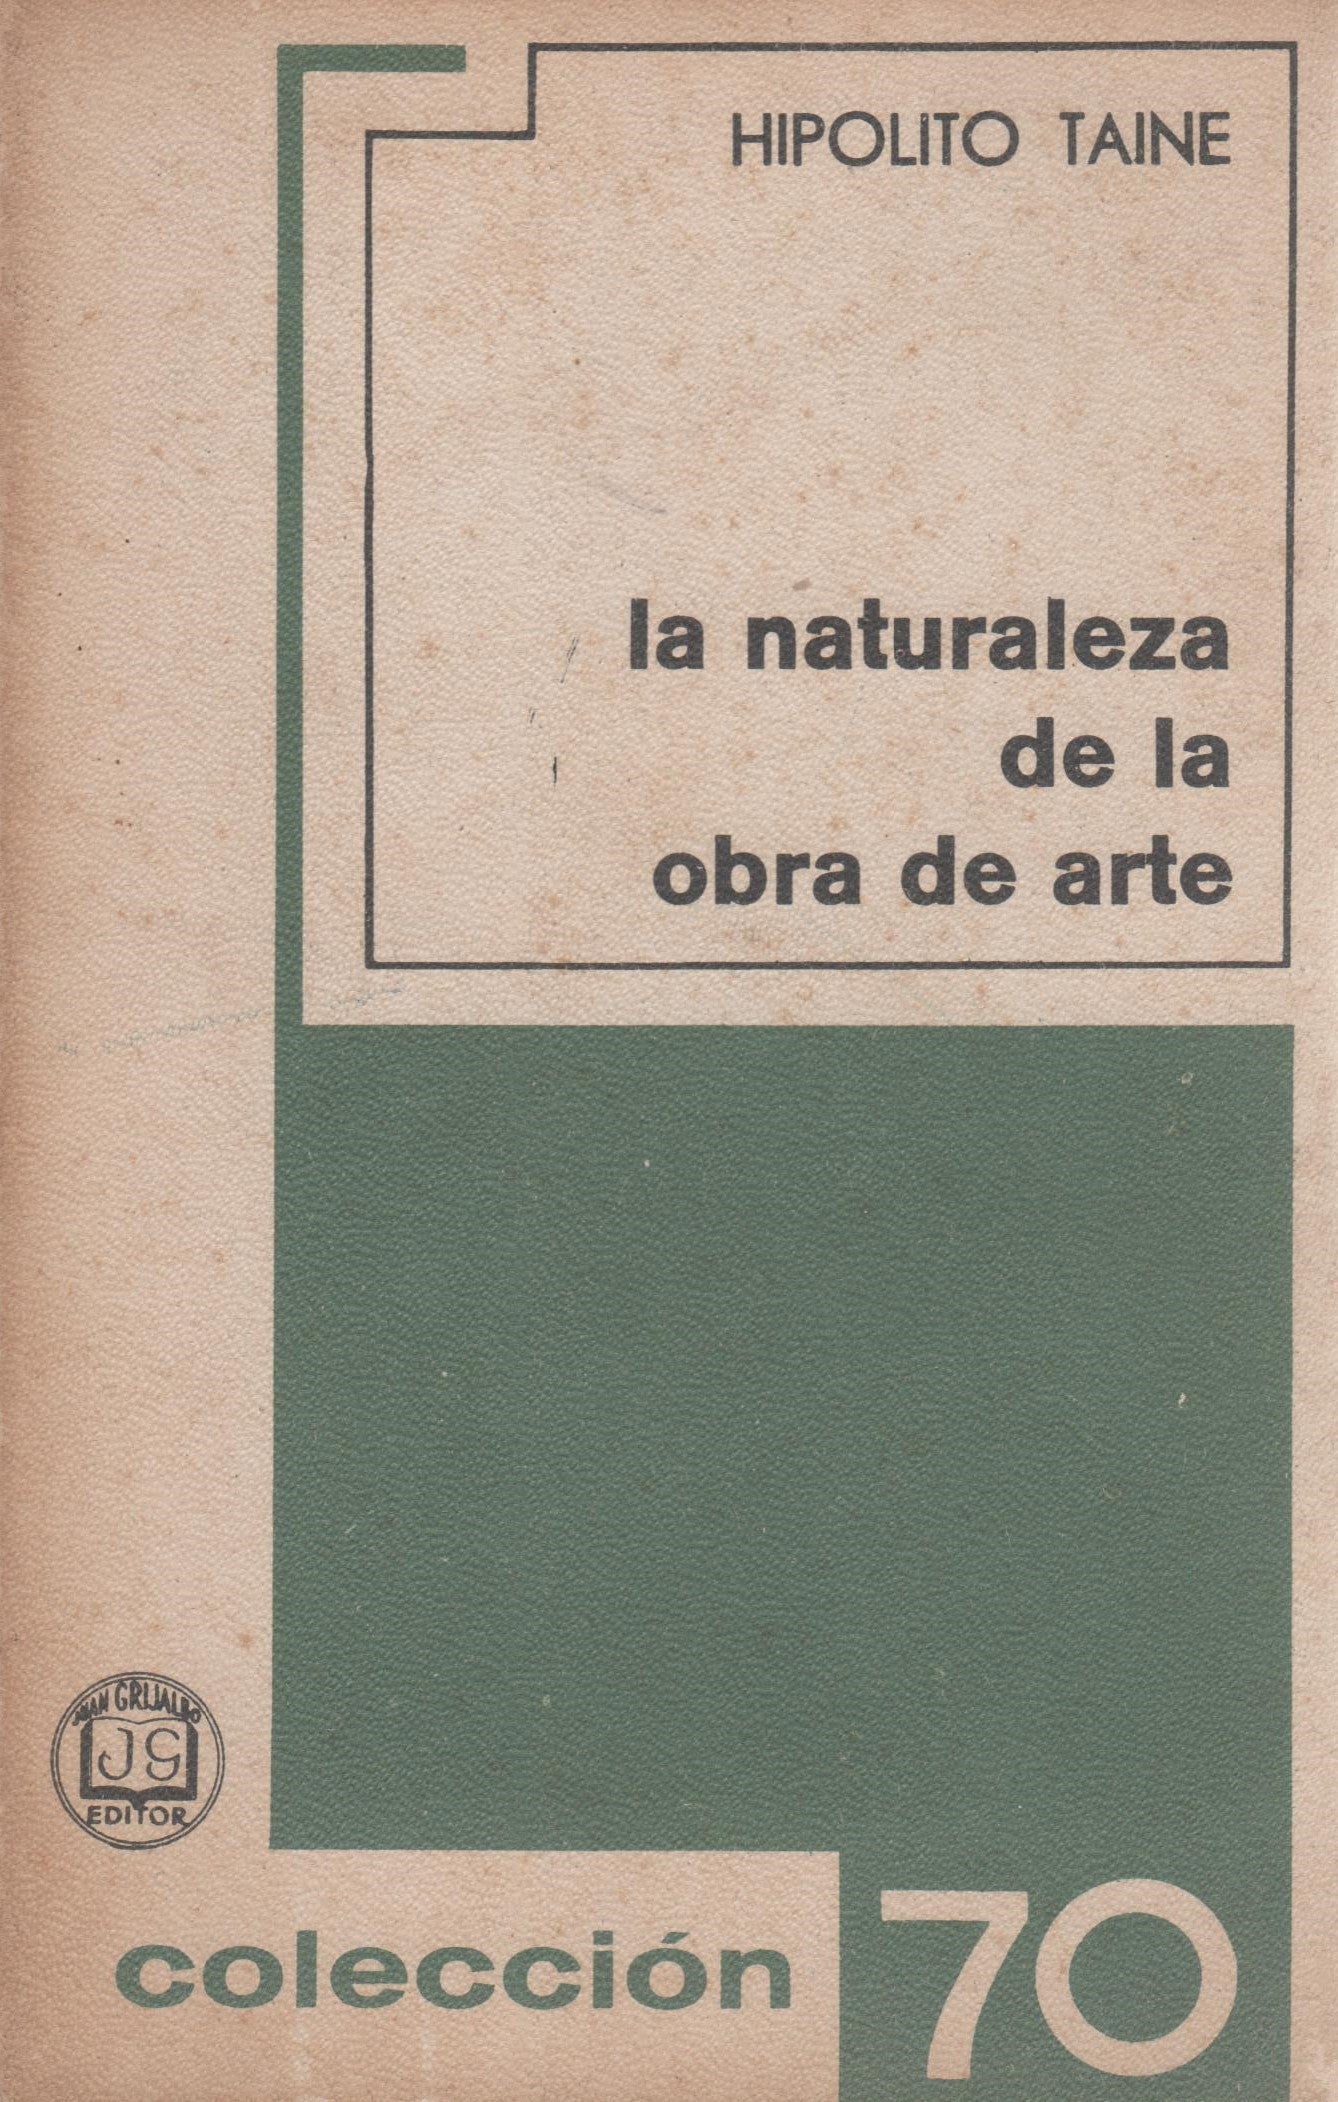 HIPOLITO TAINE
la naturaleza
de la
obra de arte
JUAN GRIJALBO
JG
EDITOR
colección 70